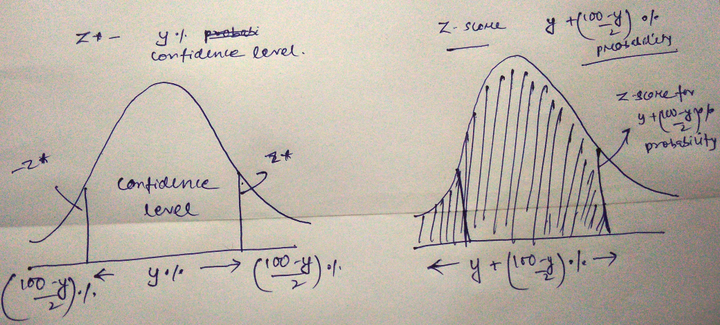 z* - y %
confidence level.
-z*
z*
confidence
level
(100-y/2)%.
← y% →
(100-y/2)%
z-score y + (100-y/2) %
probability
z-score for
y + (100-y/2)%
probability
← y + (100-y/2)% →